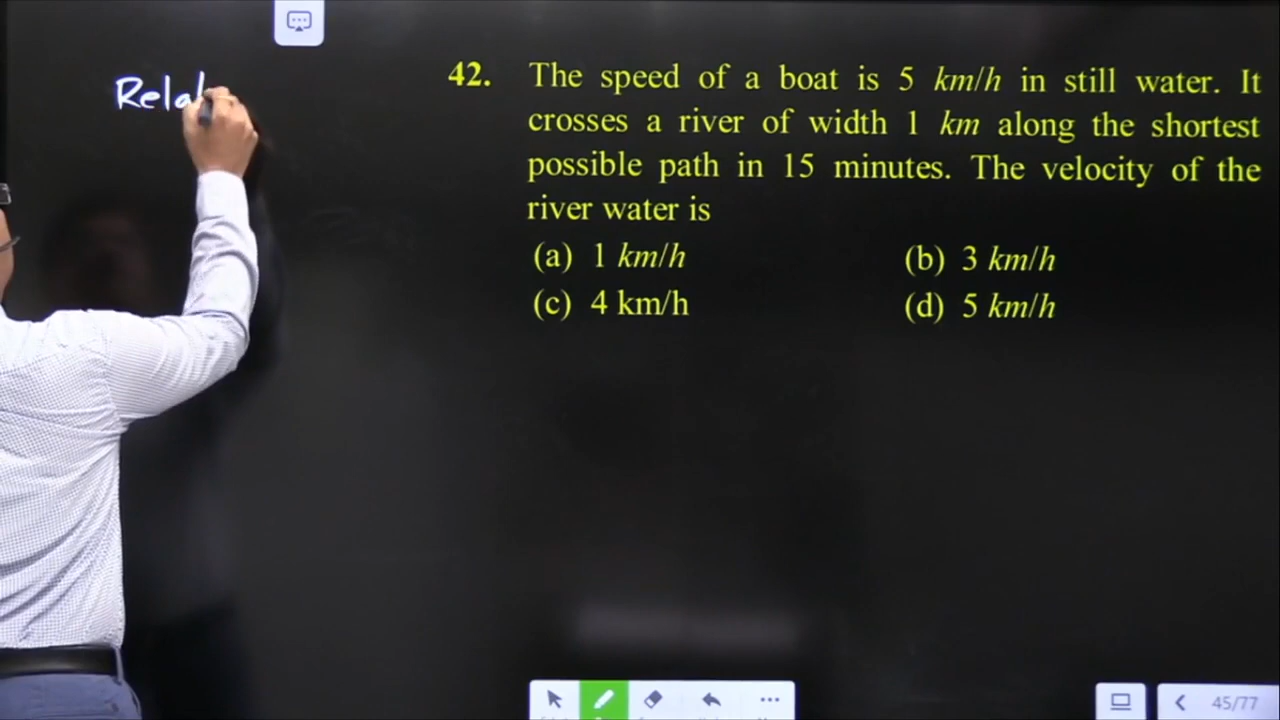 Rela
42. The speed of a boat is 5 km/h in still water. It
crosses a river of width 1 km along the shortest
possible path in 15 minutes. The velocity of the
river water is
(a) 1 km/h (b) 3 km/h
(c) 4 km/h (d) 5 km/h
45/77